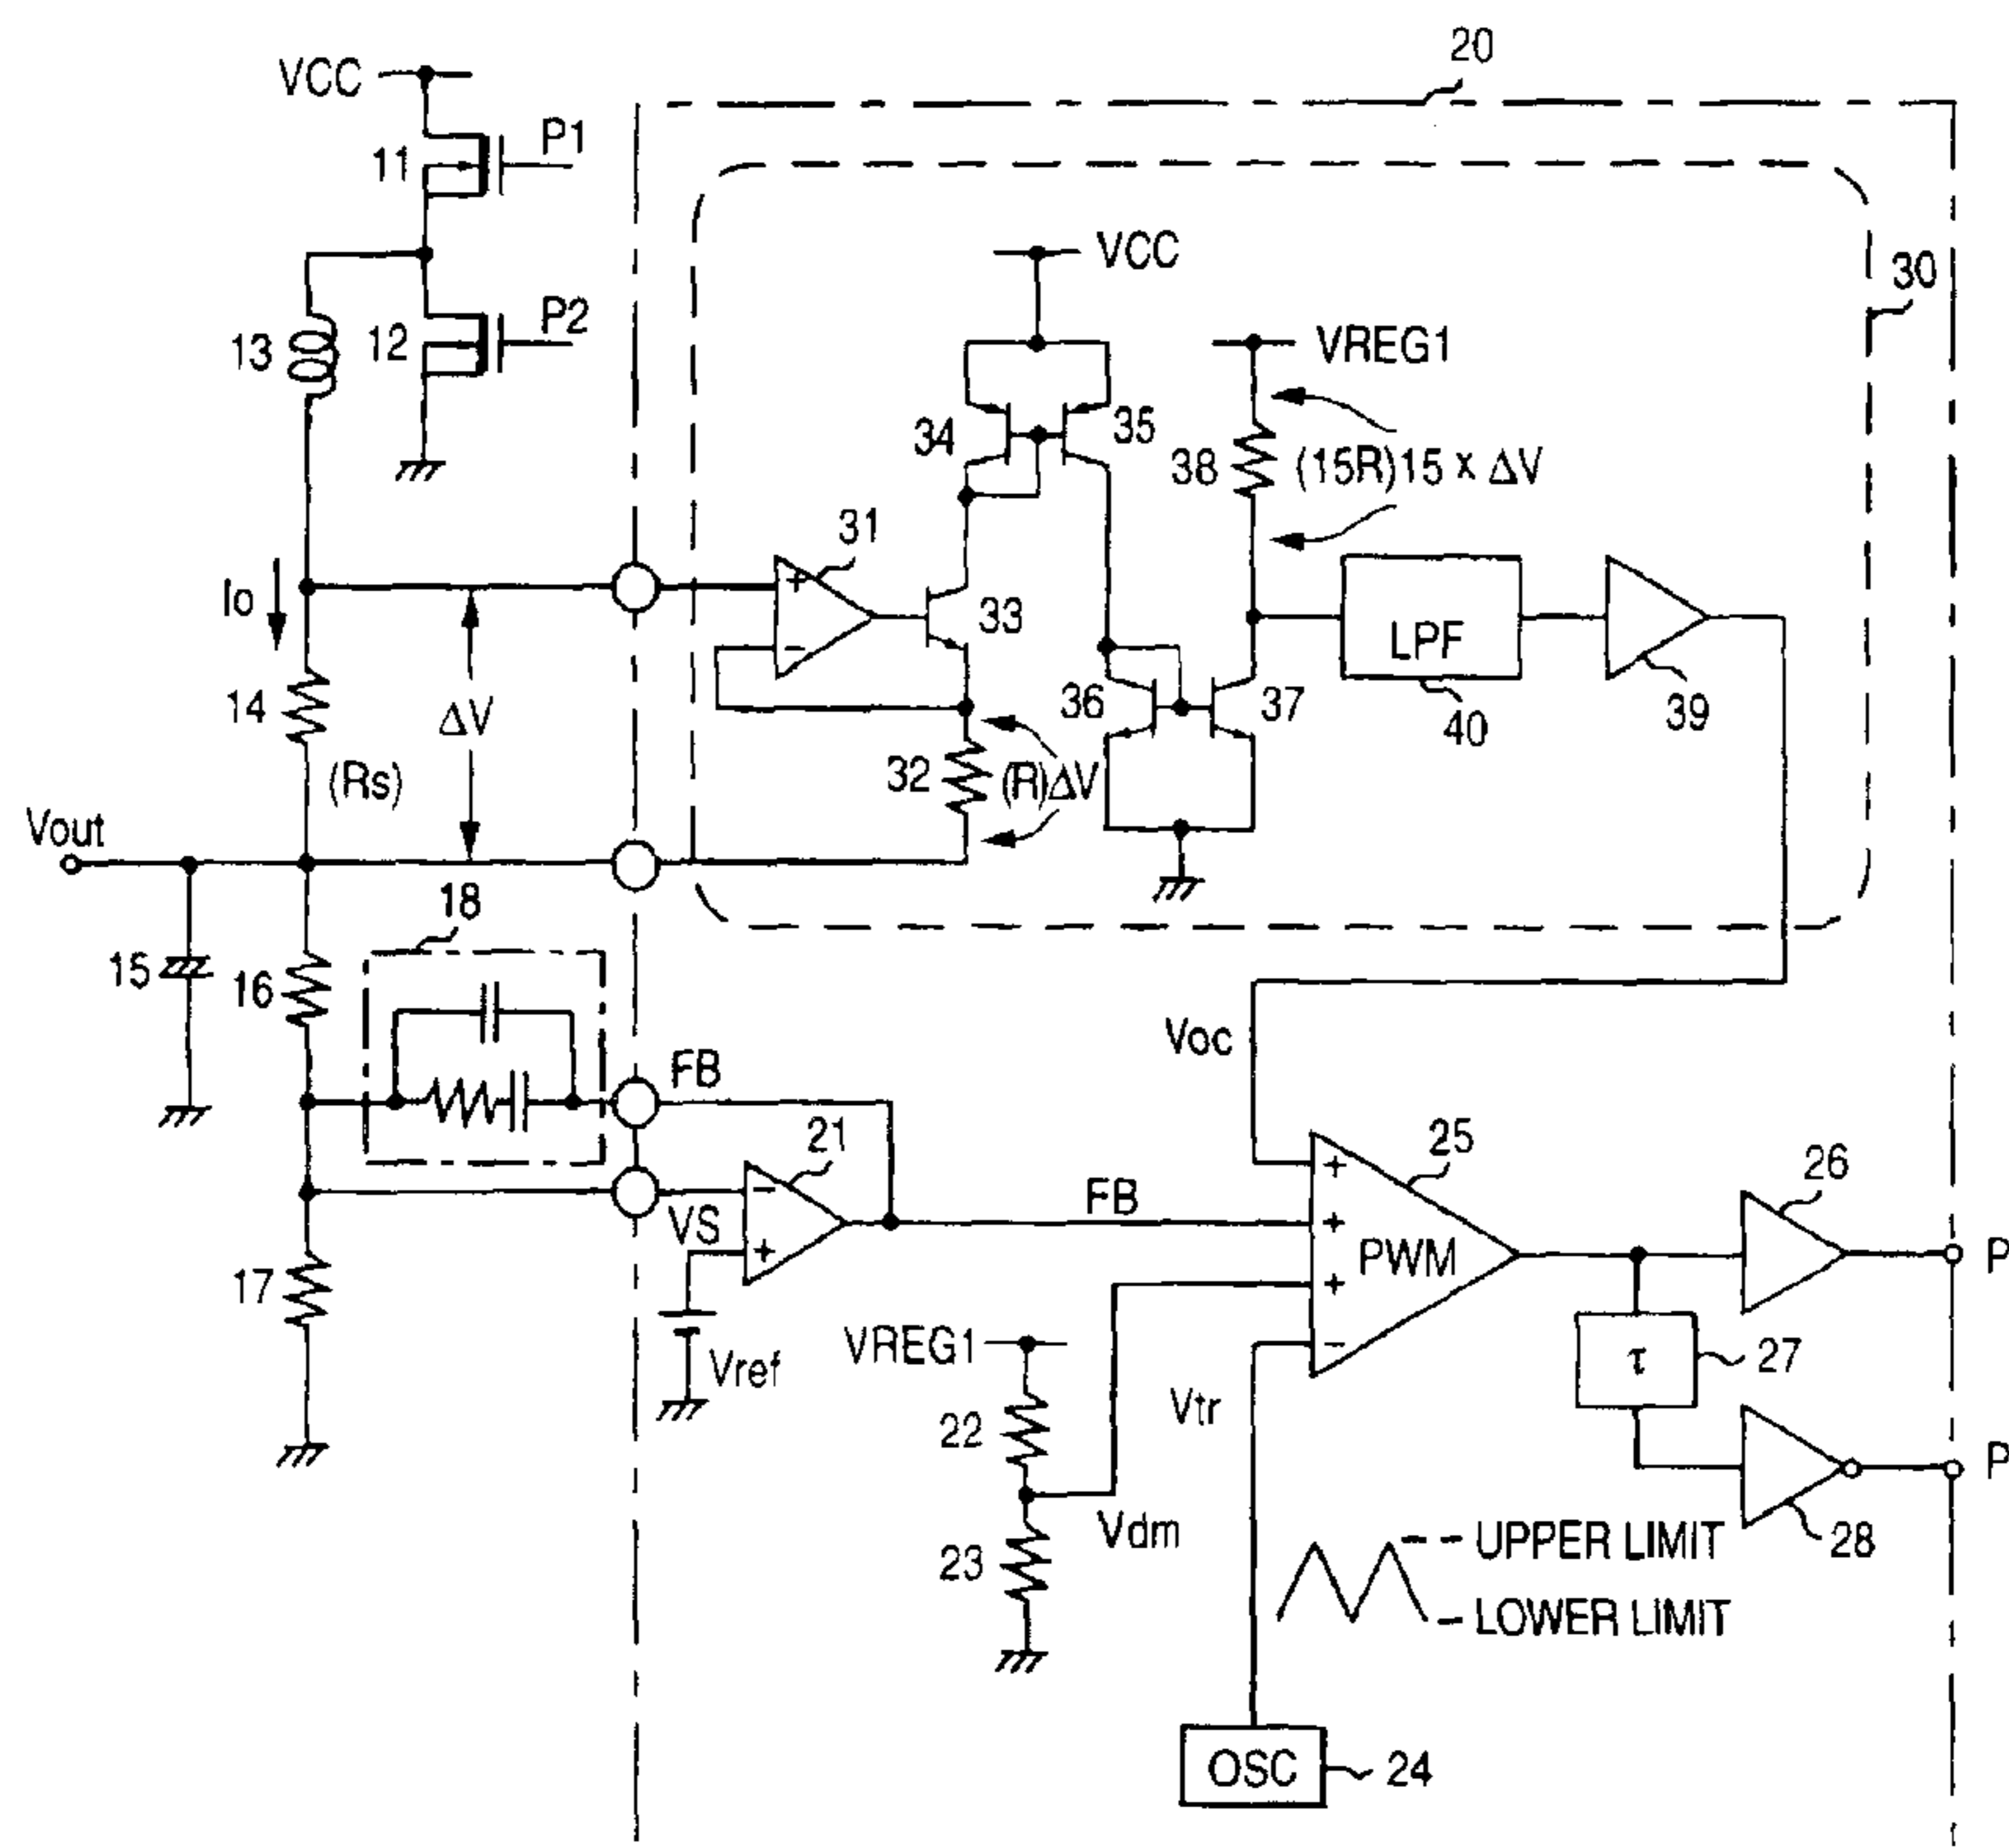 20
VCC
P1
11
VCC
30
P2
13
12
VREG1
34
35
38
(15R)15 x ΔV
31
+
Io
33
-
LPF
14
ΔV
36
37
40
39
(Rs)
32
(R)ΔV
Vout
18
15
16
Voc
FB
21
25
+
26
-
VS
FB
+
P
+
PWM
17
+
VREG1
-
27
τ
Vref
Vtr
22
P
Vdm
UPPER LIMIT
28
23
LOWER LIMIT
OSC
24